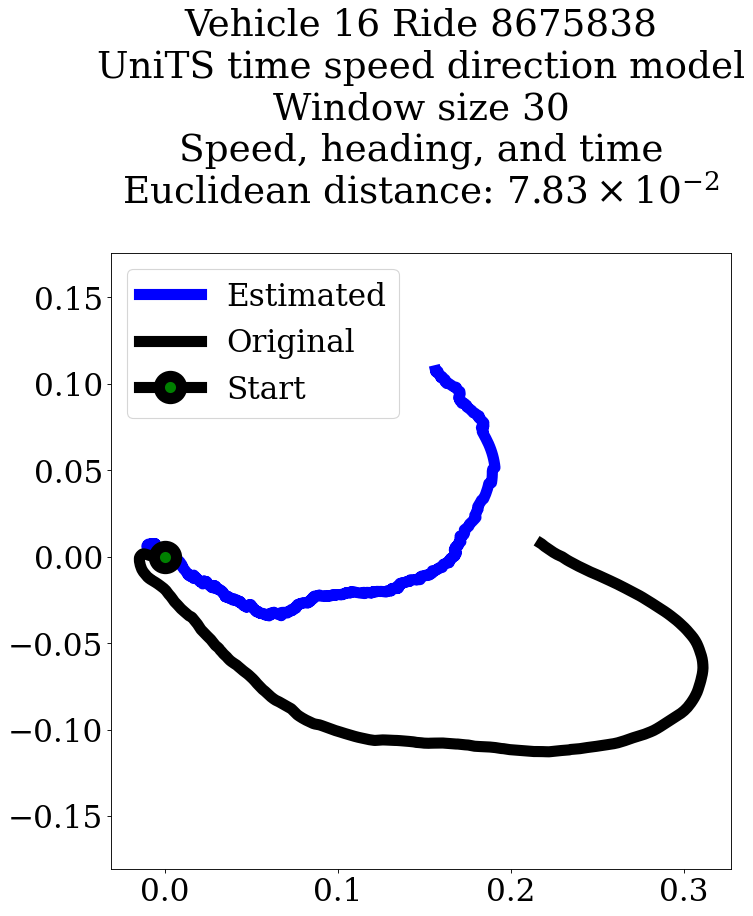 Vehicle 16 Ride 8675838
UniTS time speed direction model
Window size 30
Speed, heading, and time
Euclidean distance: 7.83 × 10⁻²
Estimated
Original
Start
0.15
0.10
0.05
0.00
−0.05
−0.10
−0.15
0.0 0.1 0.2 0.3